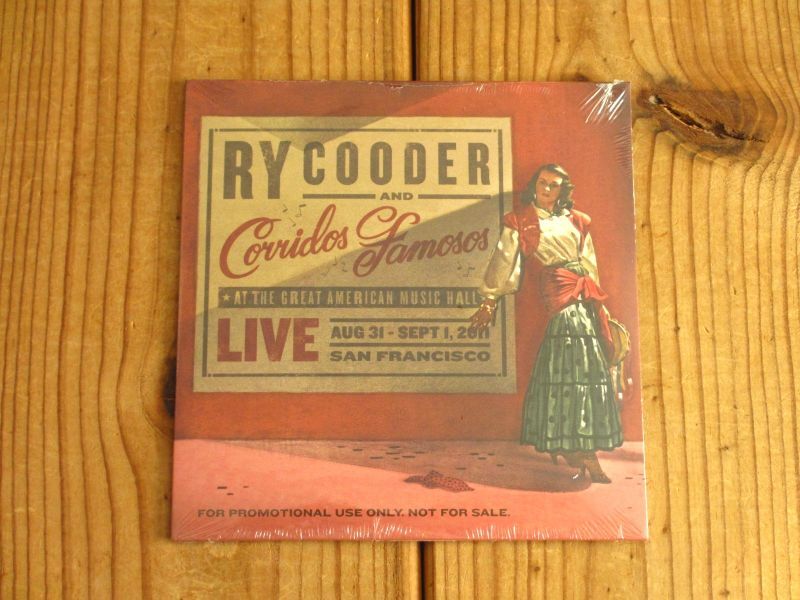 RY COODER
AND
Corridos Famosos
★ AT THE GREAT AMERICAN MUSIC HALL
LIVE
AUG 31 - SEPT 1, 2011
SAN FRANCISCO
FOR PROMOTIONAL USE ONLY. NOT FOR SALE.